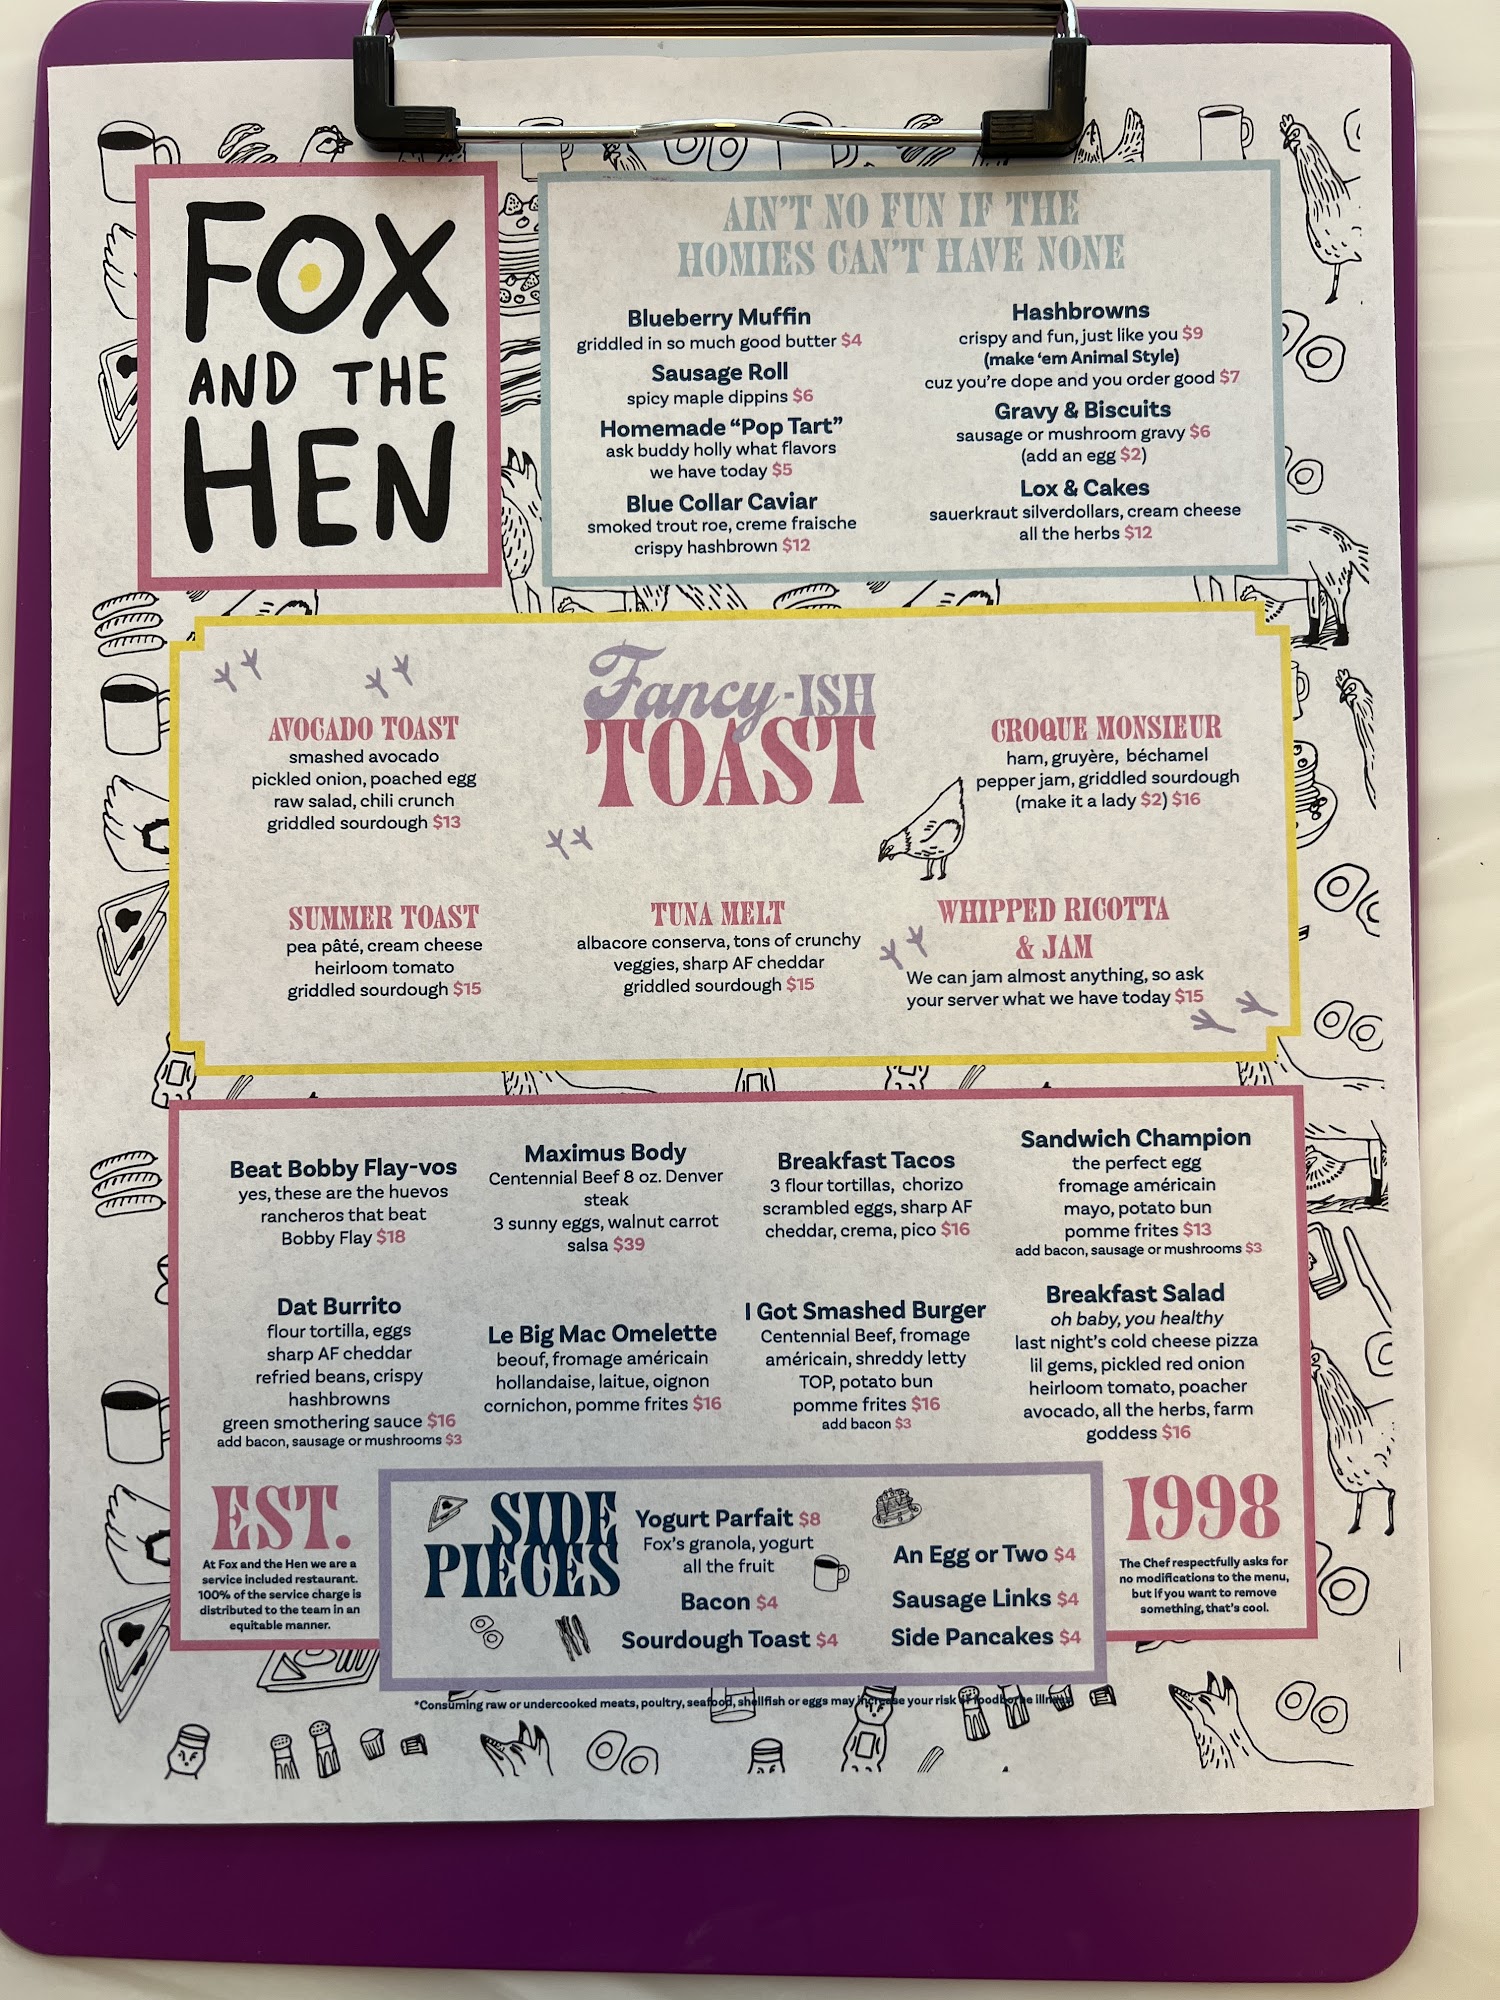 FOX
AND THE
HEN
AIN'T NO FUN IF THE
HOMIES CAN'T HAVE NONE
Blueberry Muffin
griddled in so much good butter $4
Sausage Roll
spicy maple dippins $6
Homemade “Pop Tart”
ask buddy holly what flavors
we have today $5
Blue Collar Caviar
smoked trout roe, creme fraische
crispy hashbrown $12
Hashbrowns
crispy and fun, just like you $9
(make ‘em Animal Style)
cuz you’re dope and you order good $7
Gravy & Biscuits
sausage or mushroom gravy $6
(add an egg $2)
Lox & Cakes
sauerkraut silverdollars, cream cheese
all the herbs $12
Fancy-ISH
TOAST
AVOCADO TOAST
smashed avocado
pickled onion, poached egg
raw salad, chili crunch
griddled sourdough $13
CROQUE MONSIEUR
ham, gruyère, béchamel
pepper jam, griddled sourdough
(make it a lady $2) $16
SUMMER TOAST
pea pâté, cream cheese
heirloom tomato
griddled sourdough $15
TUNA MELT
albacore conserva, tons of crunchy
veggies, sharp AF cheddar
griddled sourdough $15
WHIPPED RICOTTA
& JAM
We can jam almost anything, so ask
your server what we have today $15
Beat Bobby Flay-vos
yes, these are the huevos
rancheros that beat
Bobby Flay $18
Maximus Body
Centennial Beef 8 oz. Denver
steak
3 sunny eggs, walnut carrot
salsa $39
Breakfast Tacos
3 flour tortillas, chorizo
scrambled eggs, sharp AF
cheddar, crema, pico $16
Sandwich Champion
the perfect egg
fromage américain
mayo, potato bun
pomme frites $13
add bacon, sausage or mushrooms $3
Dat Burrito
flour tortilla, eggs
sharp AF cheddar
refried beans, crispy
hashbrowns
green smothering sauce $16
add bacon, sausage or mushrooms $3
Le Big Mac Omelette
beouf, fromage américain
hollandaise, laitue, oignon
cornichon, pomme frites $16
I Got Smashed Burger
Centennial Beef, fromage
américain, shreddy letty
TOP, potato bun
pomme frites $16
add bacon $3
Breakfast Salad
oh baby, you healthy
last night’s cold cheese pizza
lil gems, pickled red onion
heirloom tomato, poacher
avocado, all the herbs, farm
goddess $16
EST.
At Fox and the Hen we are a
service included restaurant.
100% of the service charge is
distributed to the team in an
equitable manner.
SIDE
PIECES
Yogurt Parfait $8
Fox’s granola, yogurt
all the fruit
Bacon $4
Sourdough Toast $4
An Egg or Two $4
Sausage Links $4
Side Pancakes $4
1998
The Chef respectfully asks for
no modifications to the menu,
but if you want to remove
something, that’s cool.
*Consuming raw or undercooked meats, poultry, seafood, shellfish or eggs may increase your risk of foodborne illness